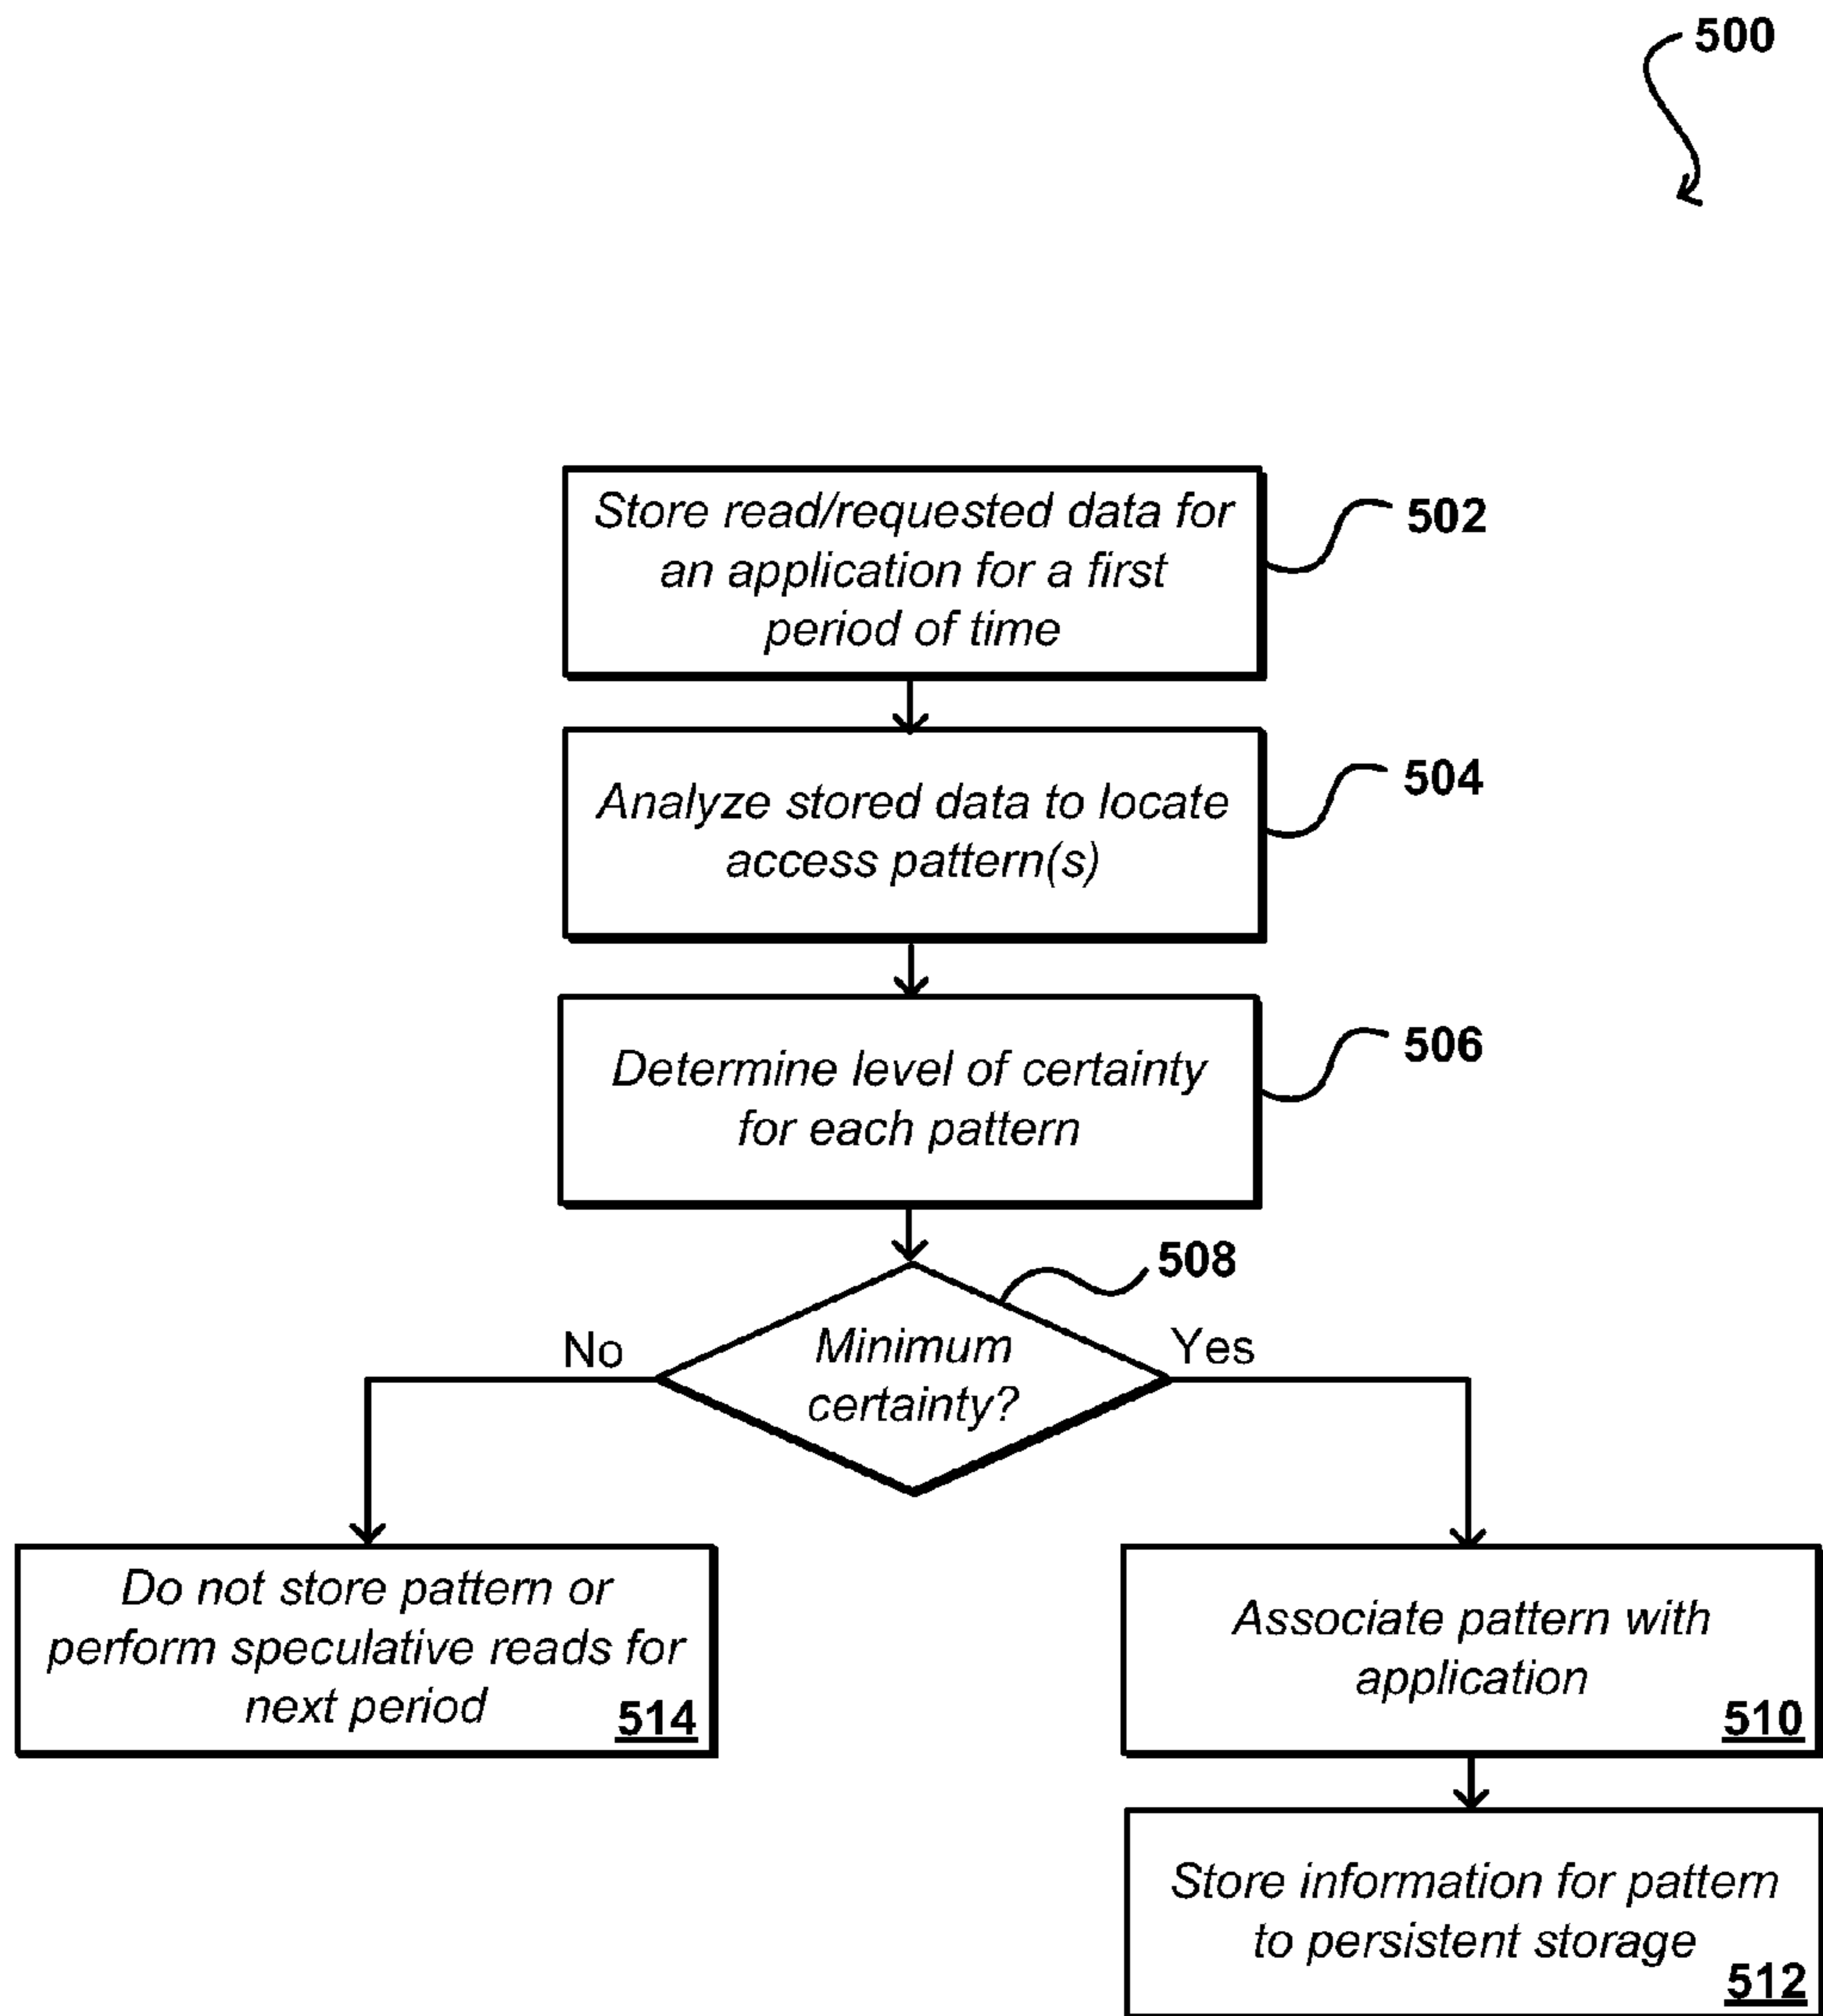 500
Store read/requested data for
an application for a first
period of time
502
Analyze stored data to locate
access pattern(s)
504
Determine level of certainty
for each pattern
506
508
No
Minimum
certainty?
Yes
Do not store pattern or
perform speculative reads for
next period
514
Associate pattern with
application
510
Store information for pattern
to persistent storage
512